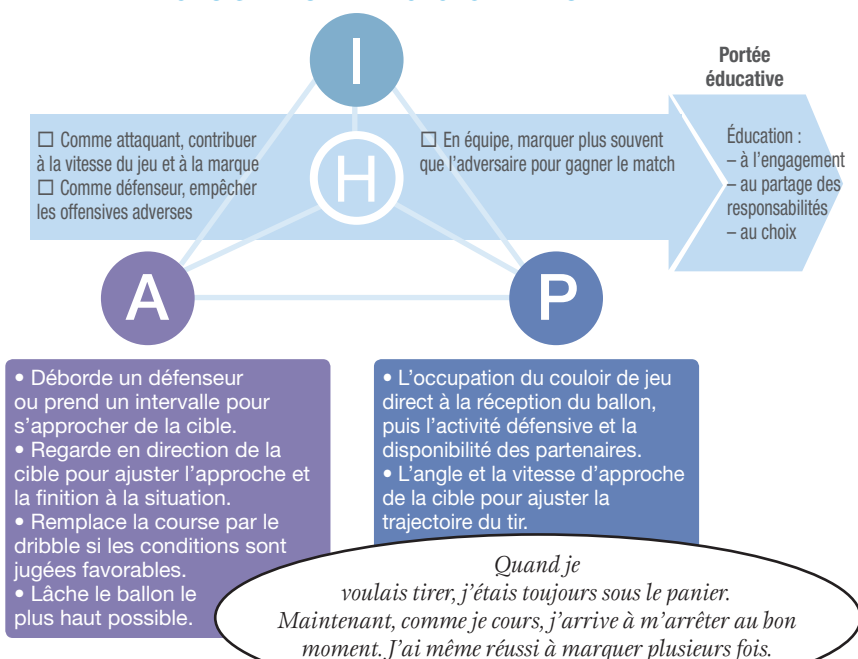 I
Portée
éducative
☐ Comme attaquant, contribuer
à la vitesse du jeu et à la marque
☐ Comme défenseur, empêcher
les offensives adverses
H
☐ En équipe, marquer plus souvent
que l'adversaire pour gagner le match
Éducation :
– à l'engagement
– au partage des
responsabilités
– au choix
A
P
• Déborde un défenseur
ou prend un intervalle pour
s'approcher de la cible.
• Regarde en direction de la
cible pour ajuster l'approche et
la finition à la situation.
• Remplace la course par le
dribble si les conditions sont
jugées favorables.
• Lâche le ballon le
plus haut possible.
• L'occupation du couloir de jeu
direct à la réception du ballon,
puis l'activité défensive et la
disponibilité des partenaires.
• L'angle et la vitesse d'approche
de la cible pour ajuster la
trajectoire du tir.
Quand je
voulais tirer, j'étais toujours sous le panier.
Maintenant, comme je cours, j'arrive à m'arrêter au bon
moment. J'ai même réussi à marquer plusieurs fois.